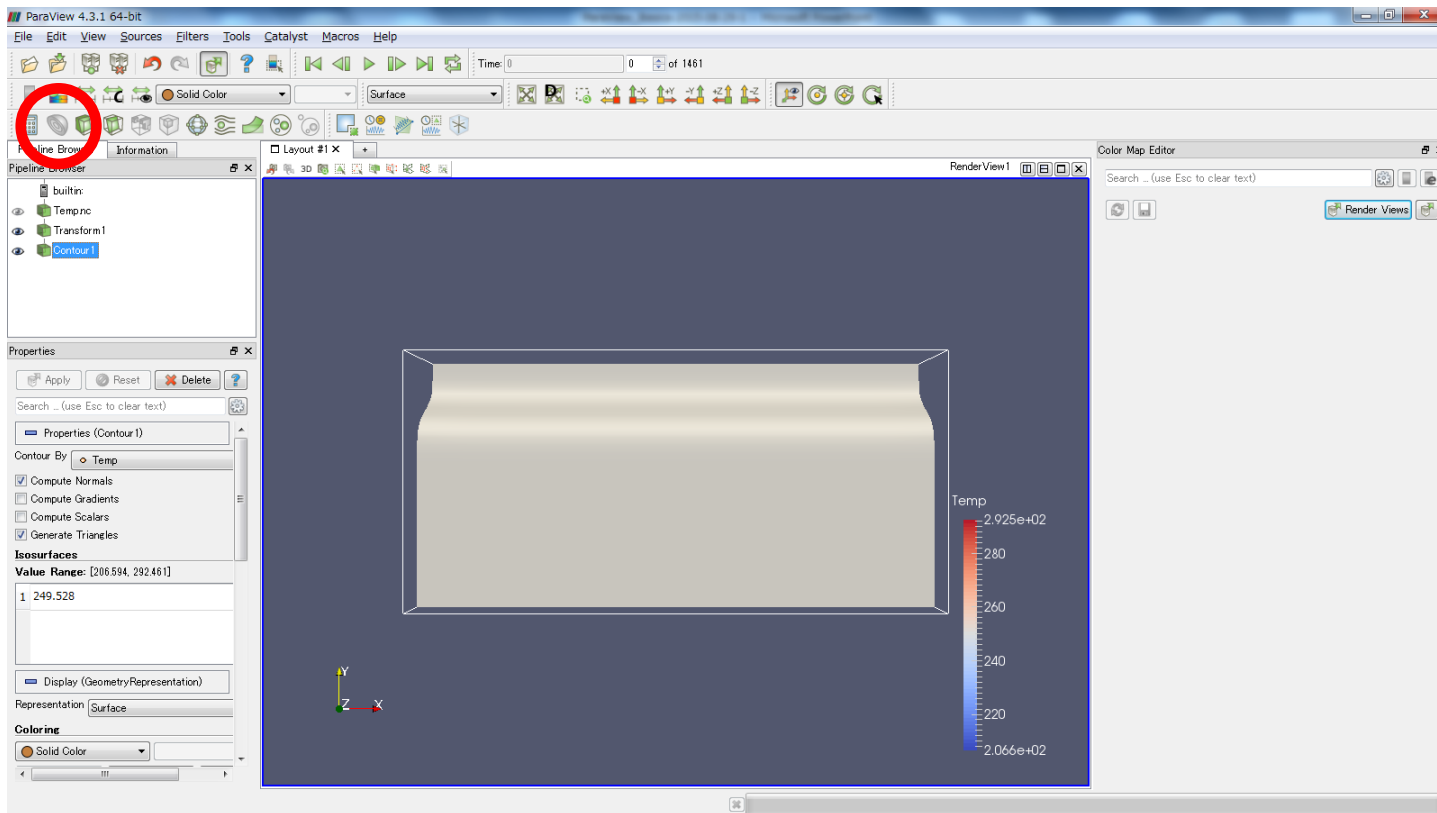 ParaView 4.3.1 64-bit
File Edit View Sources Filters Tools Catalyst Macros Help
Time: 0 0 of 1461
Solid Color Surface
Information Layout #1 X + Color Map Editor
Pipeline Browser RenderView1
3D
Search ... (use Esc to clear text)
builtin:
Temp.nc
Render Views
Transform1
Contour1
Properties
Apply Reset Delete ?
Search ... (use Esc to clear text)
Properties (Contour1)
Contour By Temp
Compute Normals
Compute Gradients
Compute Scalars
Generate Triangles
Isosurfaces
Value Range: [206.594, 292.461]
1 249.528
Temp
2.925e+02
280
260
240
220
2.066e+02
Y
Z X
Display (GeometryRepresentation)
Representation Surface
Coloring
Solid Color